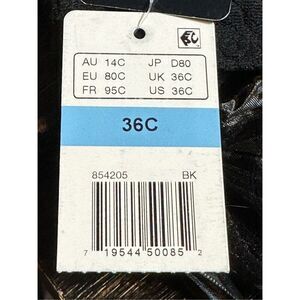 AU 14C JP D80
EU 80C UK 36C
FR 95C US 36C
36C
854205 BK
7 19544 50085 2